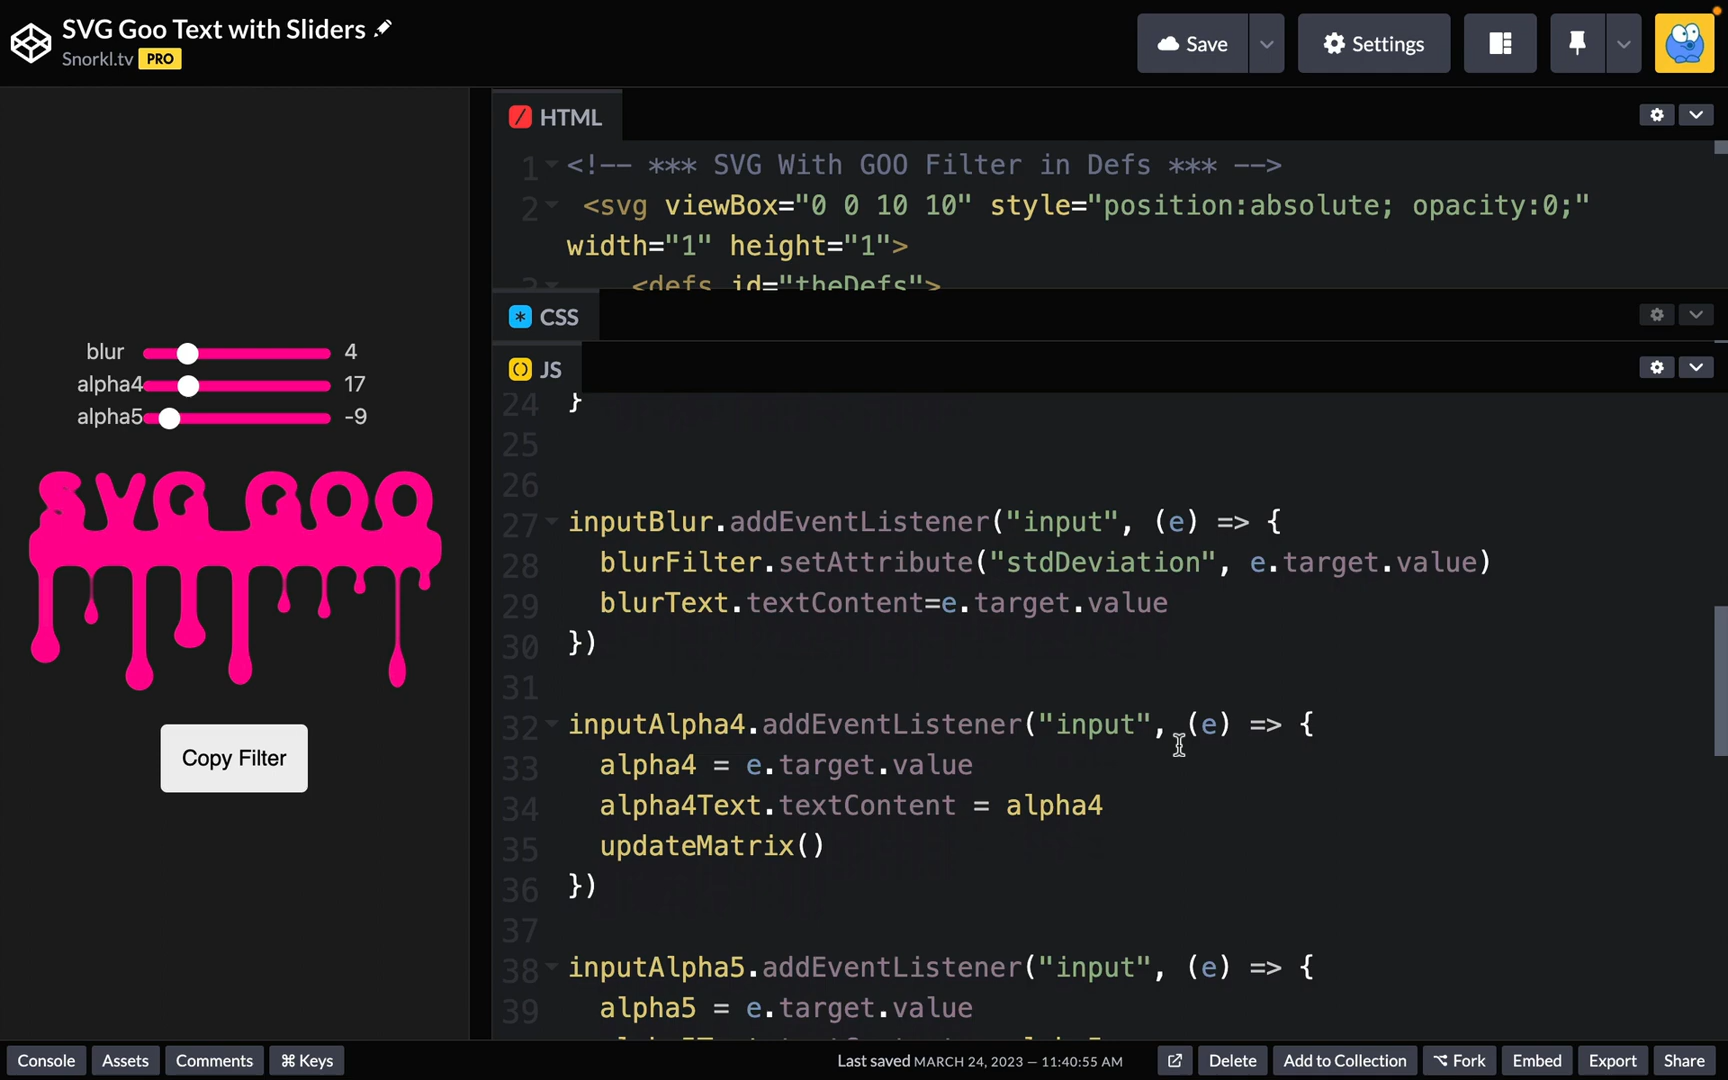 SVG Goo Text with Sliders
Snorkl.tv PRO
Save
Settings
blur 4
alpha4 17
alpha5 -9
SVG GOO
Copy Filter
HTML
1 <!-- *** SVG With GOO Filter in Defs *** -->
2 <svg viewBox="0 0 10 10" style="position:absolute; opacity:0;"
width="1" height="1">
3 <defs id="theDefs">
CSS
JS
24 }
25
26
27 inputBlur.addEventListener("input", (e) => {
28 blurFilter.setAttribute("stdDeviation", e.target.value)
29 blurText.textContent=e.target.value
30 })
31
32 inputAlpha4.addEventListener("input", (e) => {
33 alpha4 = e.target.value
34 alpha4Text.textContent = alpha4
35 updateMatrix()
36 })
37
38 inputAlpha5.addEventListener("input", (e) => {
39 alpha5 = e.target.value
Console
Assets
Comments
⌘ Keys
Last saved MARCH 24, 2023 — 11:40:55 AM
Delete
Add to Collection
Fork
Embed
Export
Share